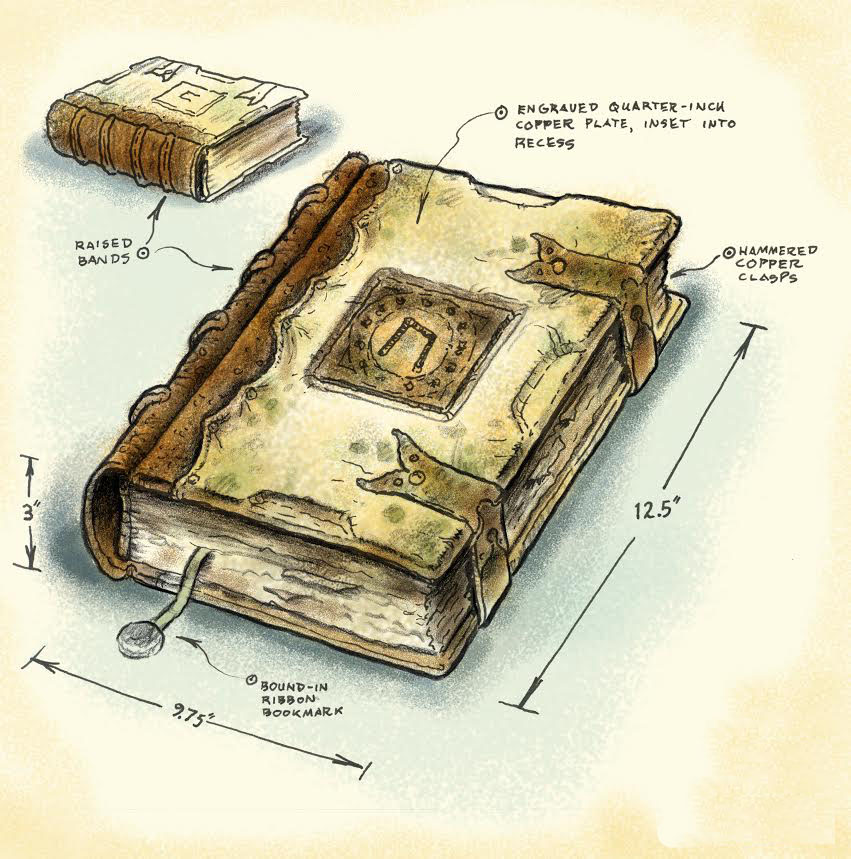 ENGRAVED QUARTER-INCH
COPPER PLATE, INSET INTO
RECESS
RAISED
BANDS
HAMMERED
COPPER
CLASPS
3"
12.5"
BOUND-IN
RIBBON
BOOKMARK
9.75"